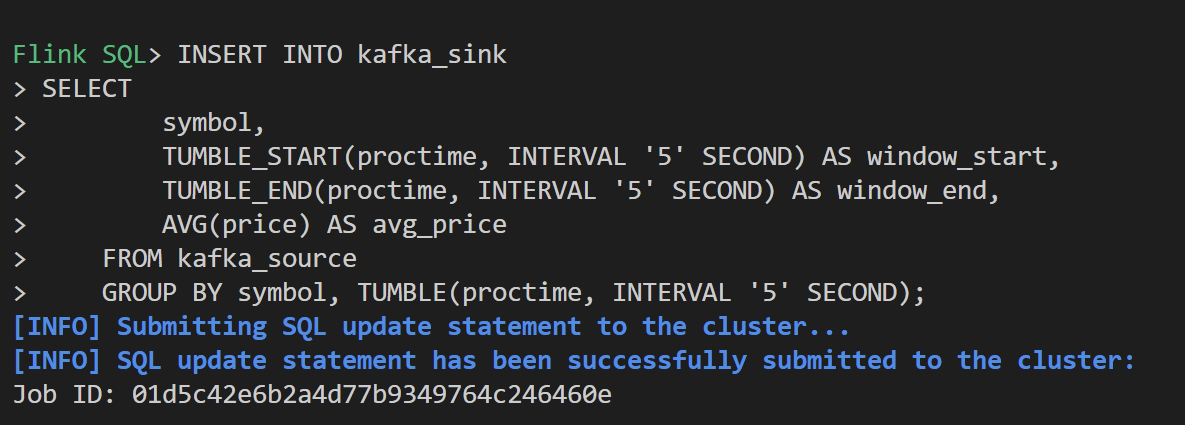 Flink SQL> INSERT INTO kafka_sink
> SELECT
>         symbol,
>         TUMBLE_START(proctime, INTERVAL '5' SECOND) AS window_start,
>         TUMBLE_END(proctime, INTERVAL '5' SECOND) AS window_end,
>         AVG(price) AS avg_price
>     FROM kafka_source
>     GROUP BY symbol, TUMBLE(proctime, INTERVAL '5' SECOND);
[INFO] Submitting SQL update statement to the cluster...
[INFO] SQL update statement has been successfully submitted to the cluster:
Job ID: 01d5c42e6b2a4d77b9349764c246460e